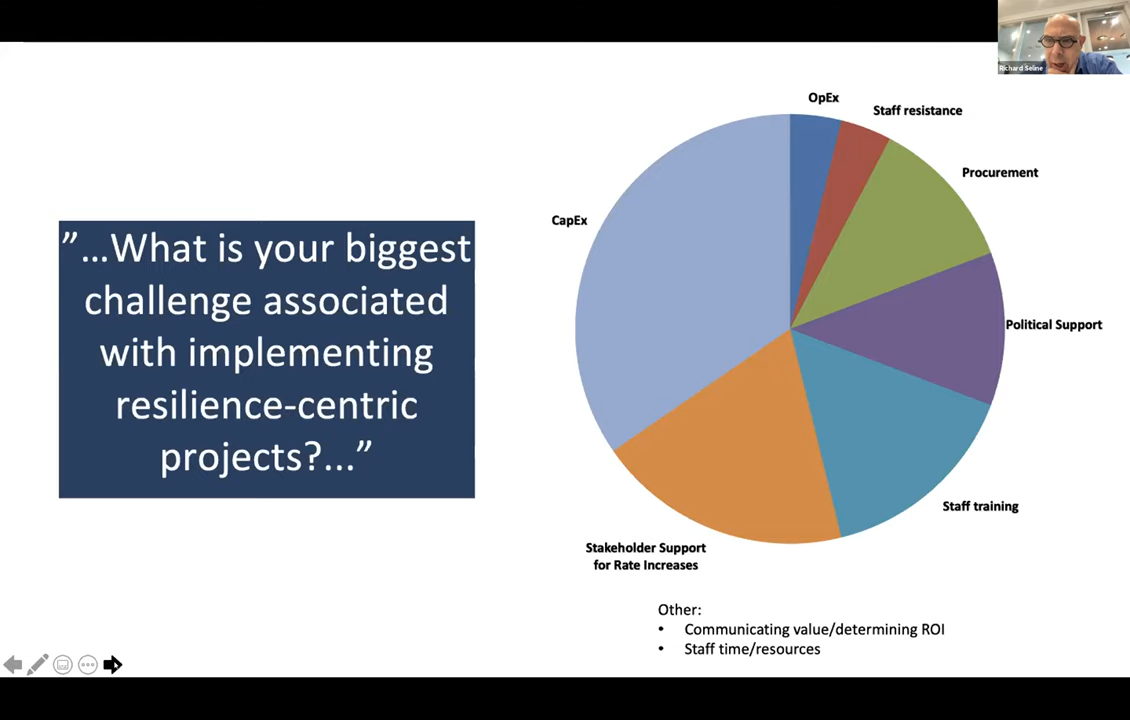 Richard Seline
"...What is your biggest
challenge associated
with implementing
resilience-centric
projects?..."
OpEx
Staff resistance
Procurement
CapEx
Political Support
Staff training
Stakeholder Support
for Rate Increases
Other:
• Communicating value/determining ROI
• Staff time/resources